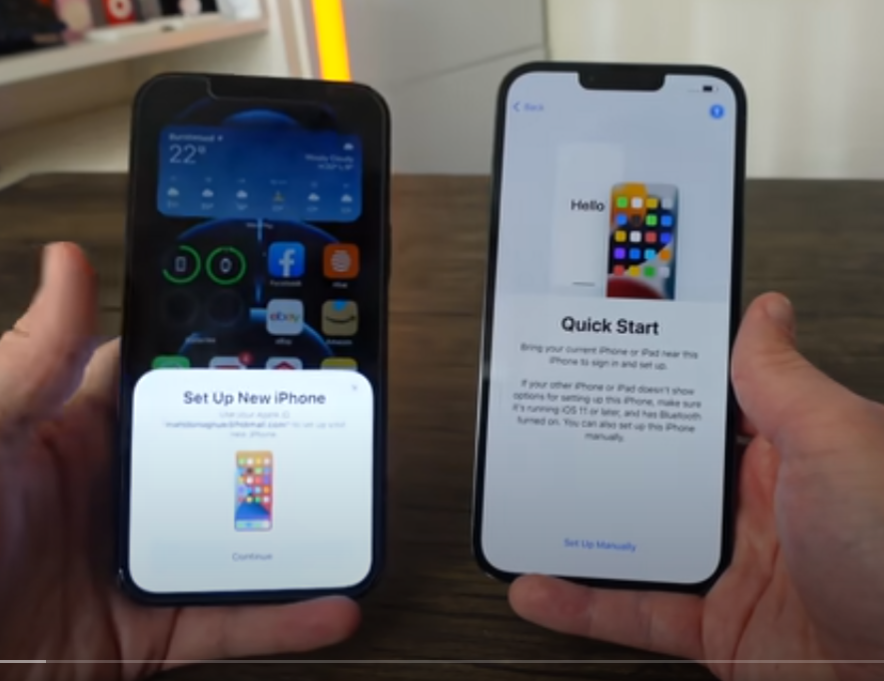 22°
Facebook
ebay
eBay
Amazon
Set Up New iPhone
Use your Apple ID
to set up your
new iPhone
Continue
Back
Hello
Quick Start
Bring your current iPhone or iPad near this
iPhone to sign in and set up.
If your other iPhone or iPad doesn't show
options for setting up this iPhone, make sure
it's running iOS 11 or later, and has Bluetooth
turned on. You can also set up this iPhone
manually.
Set Up Manually